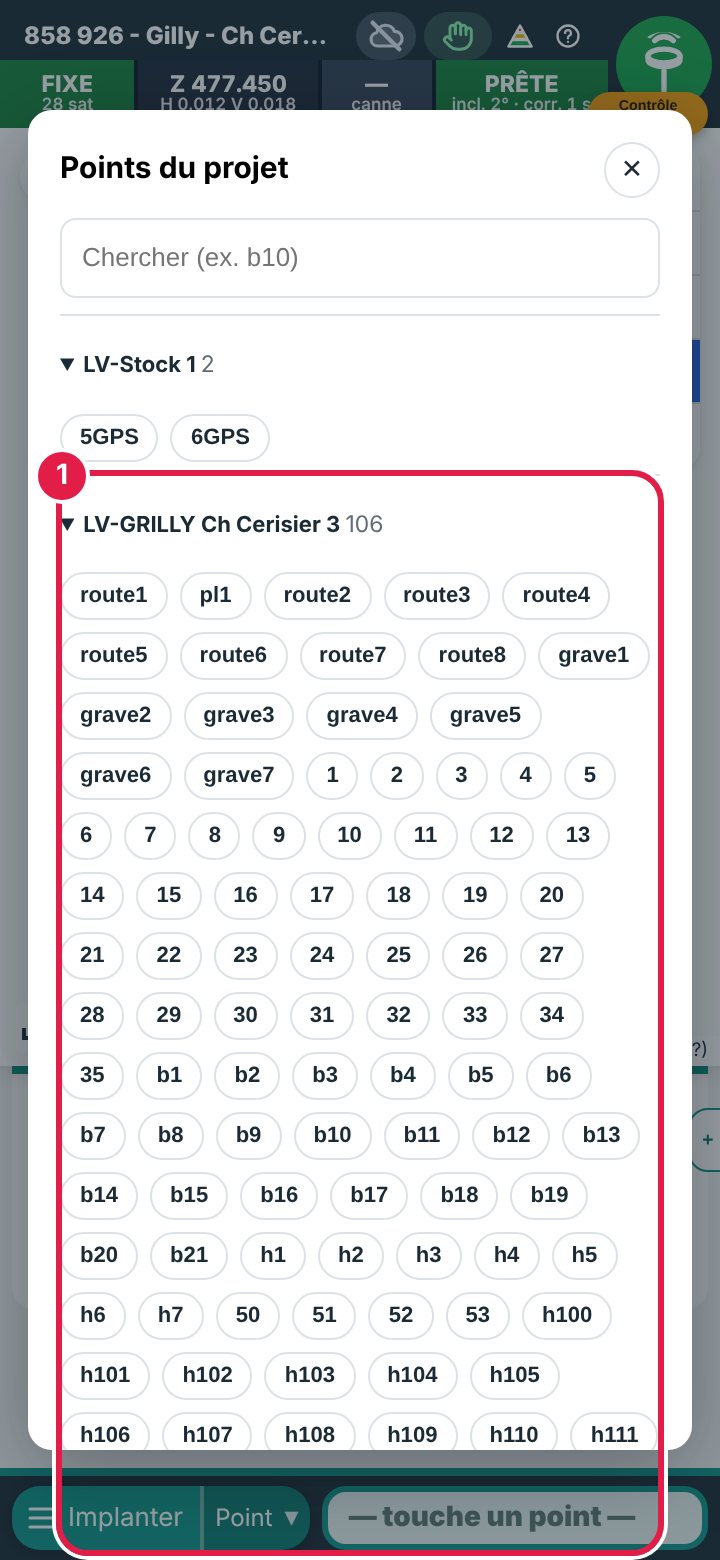 858 926 - Gilly - Ch Cer...
FIXE
28 sat
Z 477.450
H 0.012 V 0.018
—
canne
PRÊTE
incl. 2° · corr. 1 s
Contrôle
Points du projet
✕
Chercher (ex. b10)
▼ LV-Stock 1 2
5GPS 6GPS
1
▼ LV-GRILLY Ch Cerisier 3 106
route1 pl1 route2 route3 route4
route5 route6 route7 route8 grave1
grave2 grave3 grave4 grave5
grave6 grave7 1 2 3 4 5
6 7 8 9 10 11 12 13
14 15 16 17 18 19 20
21 22 23 24 25 26 27
28 29 30 31 32 33 34
35 b1 b2 b3 b4 b5 b6
b7 b8 b9 b10 b11 b12 b13
b14 b15 b16 b17 b18 b19
b20 b21 h1 h2 h3 h4 h5
h6 h7 50 51 52 53 h100
h101 h102 h103 h104 h105
h106 h107 h108 h109 h110 h111
?)
+
Implanter
Point ▼
— touche un point —